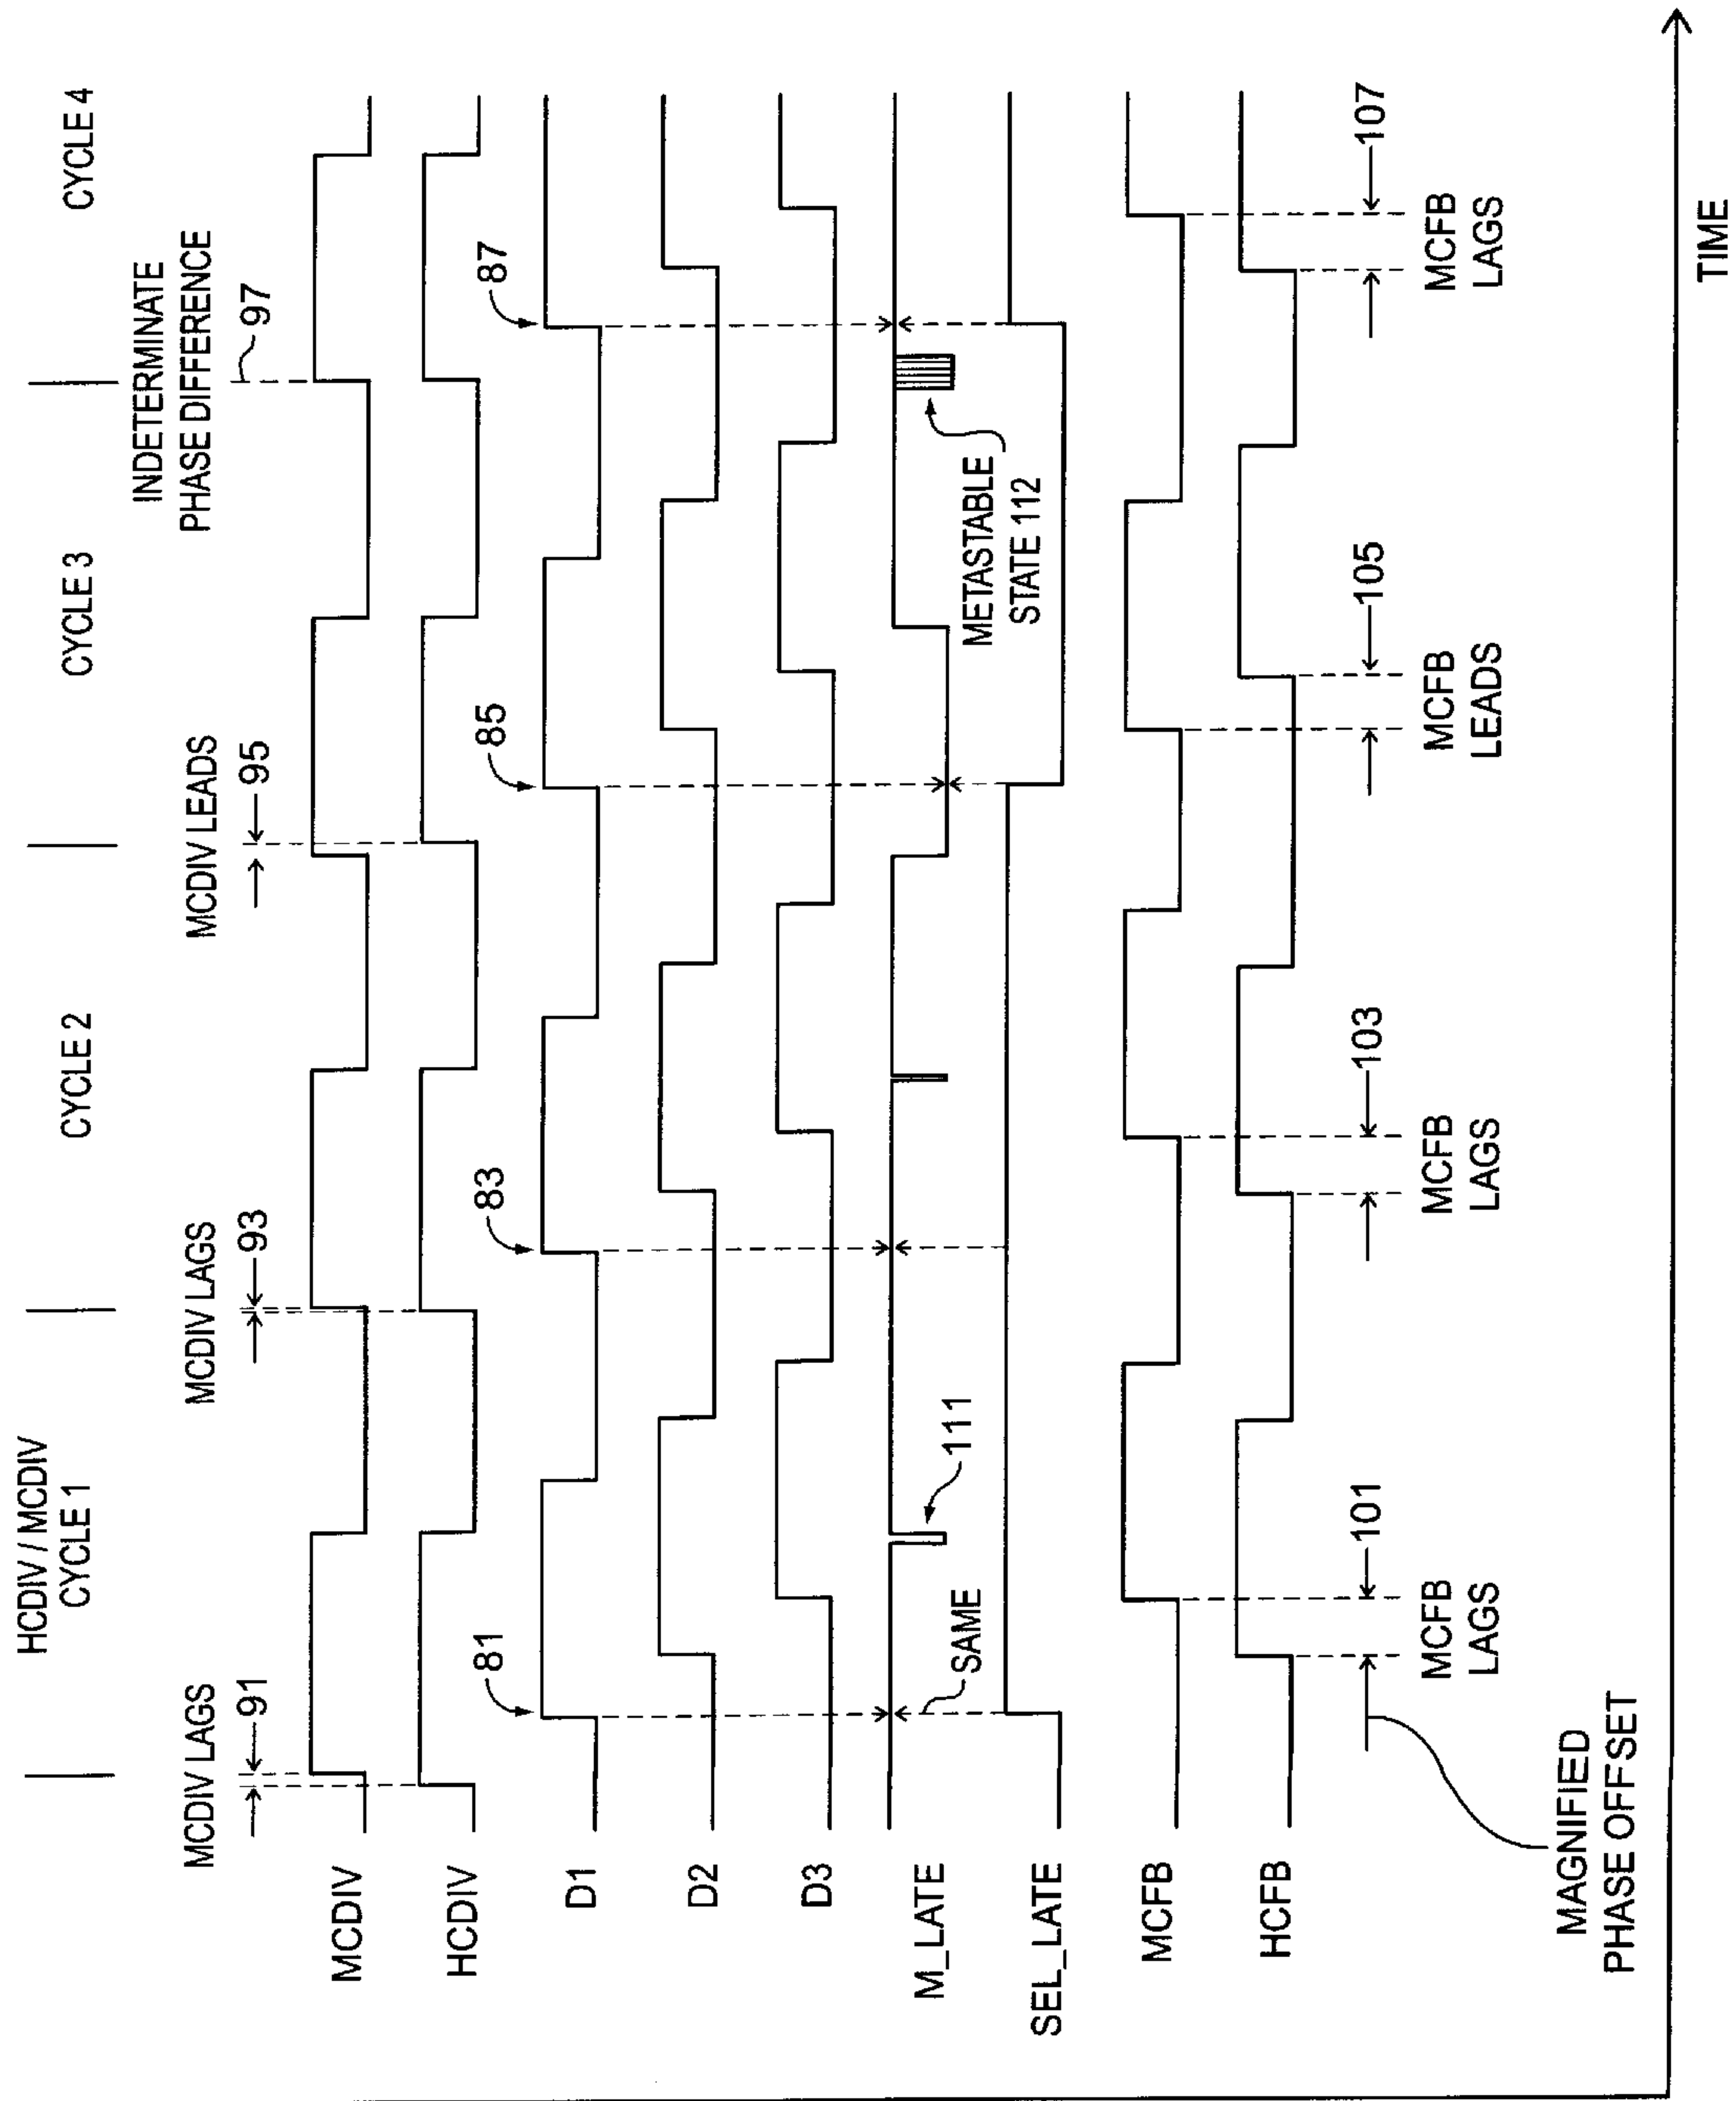 HCDIV / MCDIV
CYCLE 1
CYCLE 2
CYCLE 3
CYCLE 4
MCDIV LAGS
91
MCDIV LAGS
93
MCDIV LEADS
95
INDETERMINATE
PHASE DIFFERENCE
97
MCDIV
HCDIV
81
83
85
87
D1
D2
D3
M_LATE
SAME
111
METASTABLE
STATE 112
SEL_LATE
MCFB
HCFB
101
103
105
107
MCFB
LAGS
MCFB
LAGS
MCFB
LEADS
MCFB
LAGS
MAGNIFIED
PHASE OFFSET
TIME